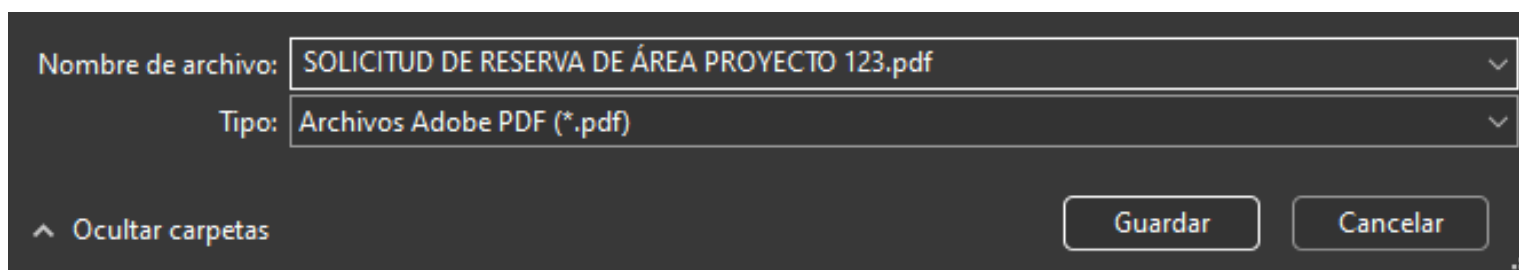 Nombre de archivo: SOLICITUD DE RESERVA DE ÁREA PROYECTO 123.pdf
Tipo: Archivos Adobe PDF (*.pdf)
Ocultar carpetas Guardar Cancelar